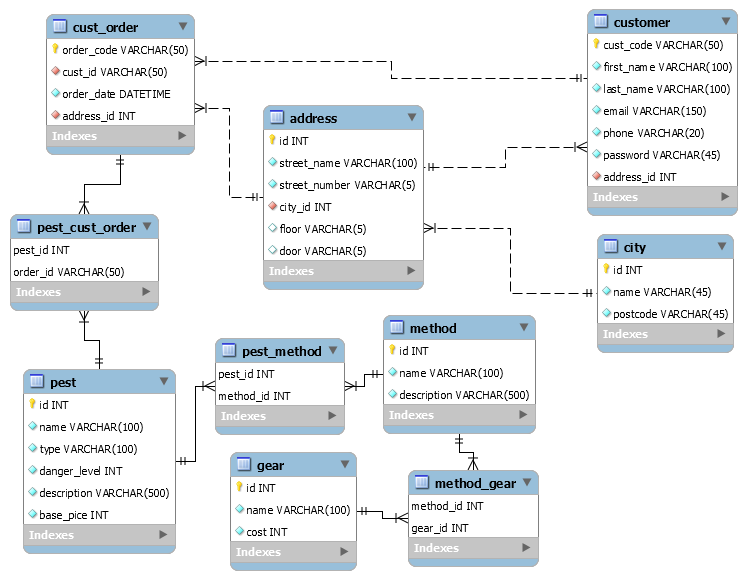 cust_order
order_code VARCHAR(50)
cust_id VARCHAR(50)
order_date DATETIME
address_id INT
Indexes
customer
cust_code VARCHAR(50)
first_name VARCHAR(100)
last_name VARCHAR(100)
email VARCHAR(150)
phone VARCHAR(20)
password VARCHAR(45)
address_id INT
Indexes
address
id INT
street_name VARCHAR(100)
street_number VARCHAR(5)
city_id INT
floor VARCHAR(5)
door VARCHAR(5)
Indexes
pest_cust_order
pest_id INT
order_id VARCHAR(50)
Indexes
city
id INT
name VARCHAR(45)
postcode VARCHAR(45)
Indexes
pest
id INT
name VARCHAR(100)
type VARCHAR(100)
danger_level INT
description VARCHAR(500)
base_pice INT
Indexes
pest_method
pest_id INT
method_id INT
Indexes
method
id INT
name VARCHAR(100)
description VARCHAR(500)
Indexes
gear
id INT
name VARCHAR(100)
cost INT
Indexes
method_gear
method_id INT
gear_id INT
Indexes